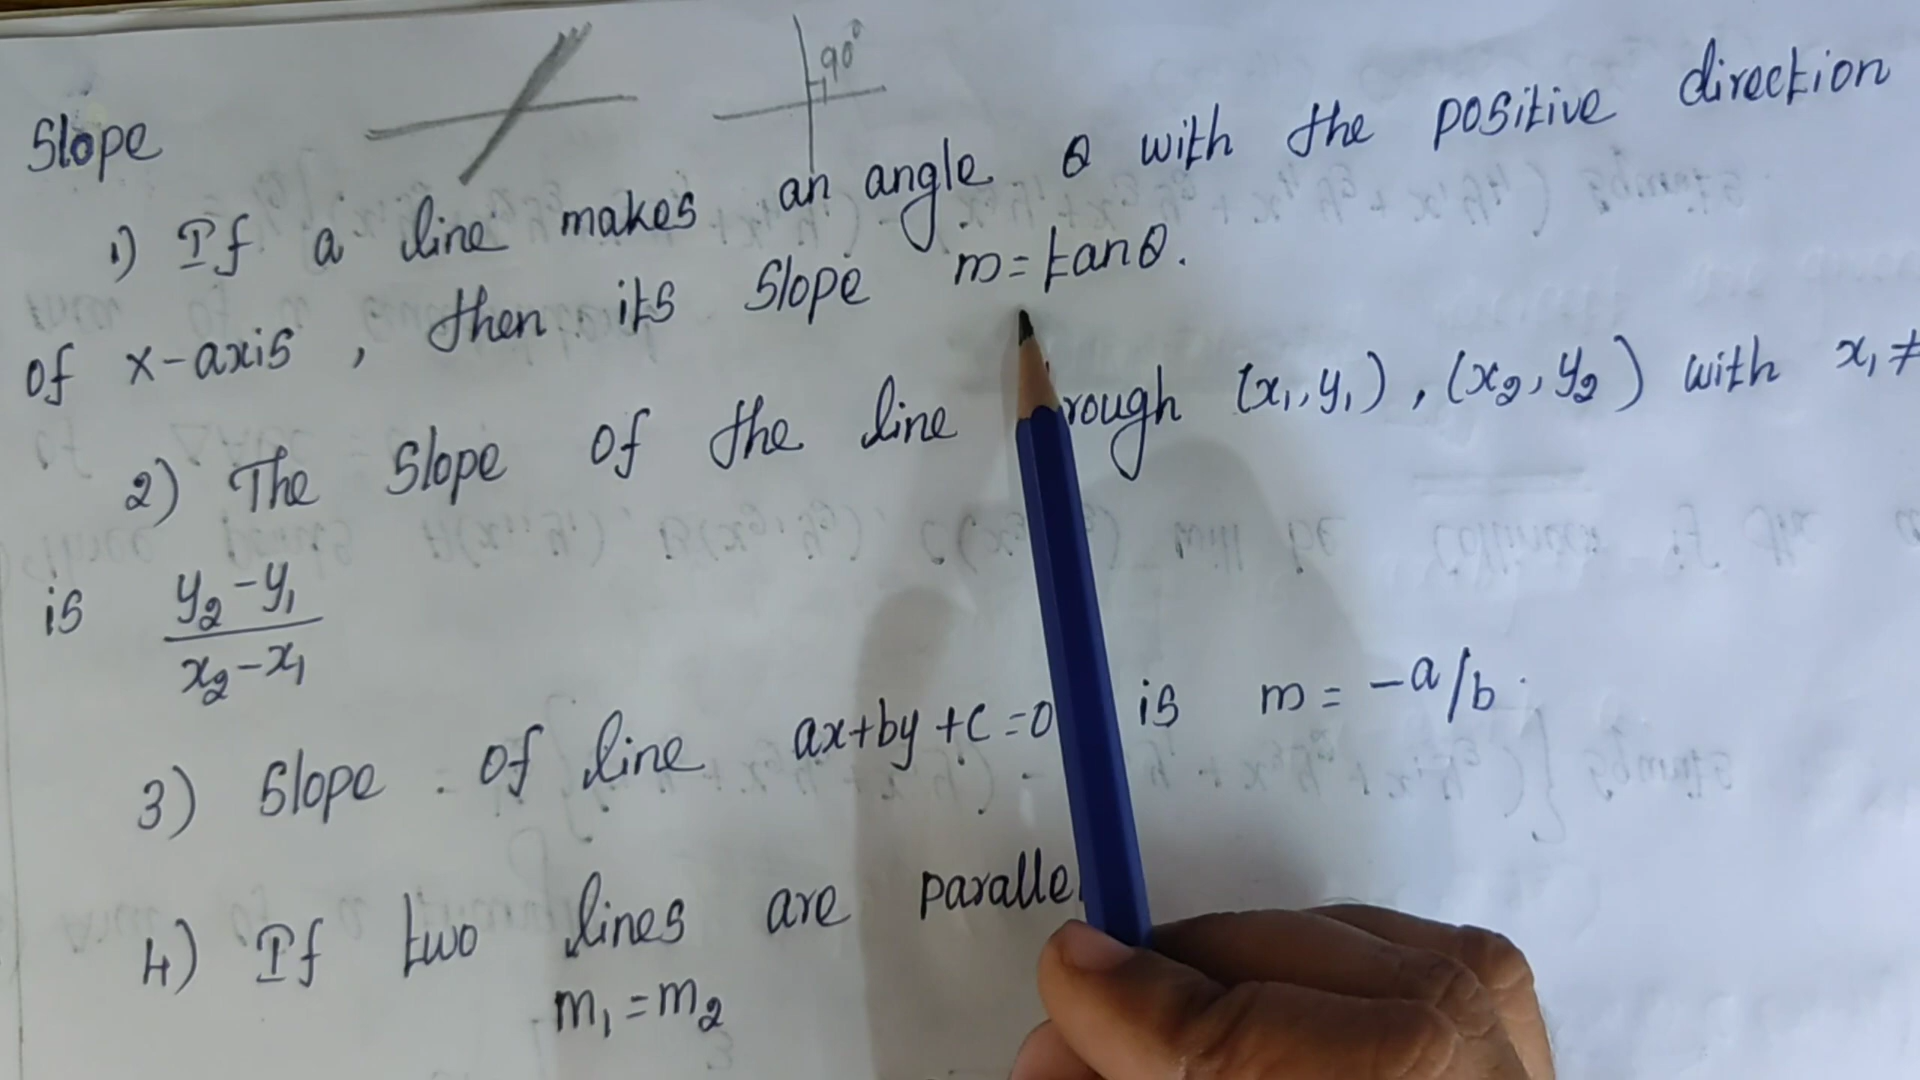 90°
Slope
1) If a line makes an angle θ with the positive direction
of x-axis, then its slope m = tanθ.
2) The slope of the line rough (x₁, y₁), (x₂, y₂) with x₁ ≠
is y₂-y₁ / x₂-x₁
3) Slope of line ax+by+c=0 is m = -a/b.
4) If two lines are paralle
m₁ = m₂